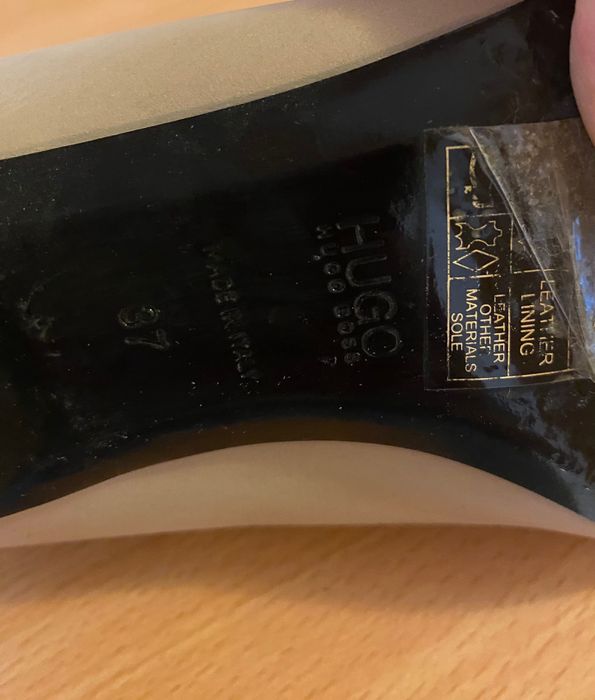 HUGO
HUGO BOSS
MADE IN ITALY
37
LEATHER
LINING
LEATHER
OTHER
MATERIALS
SOLE